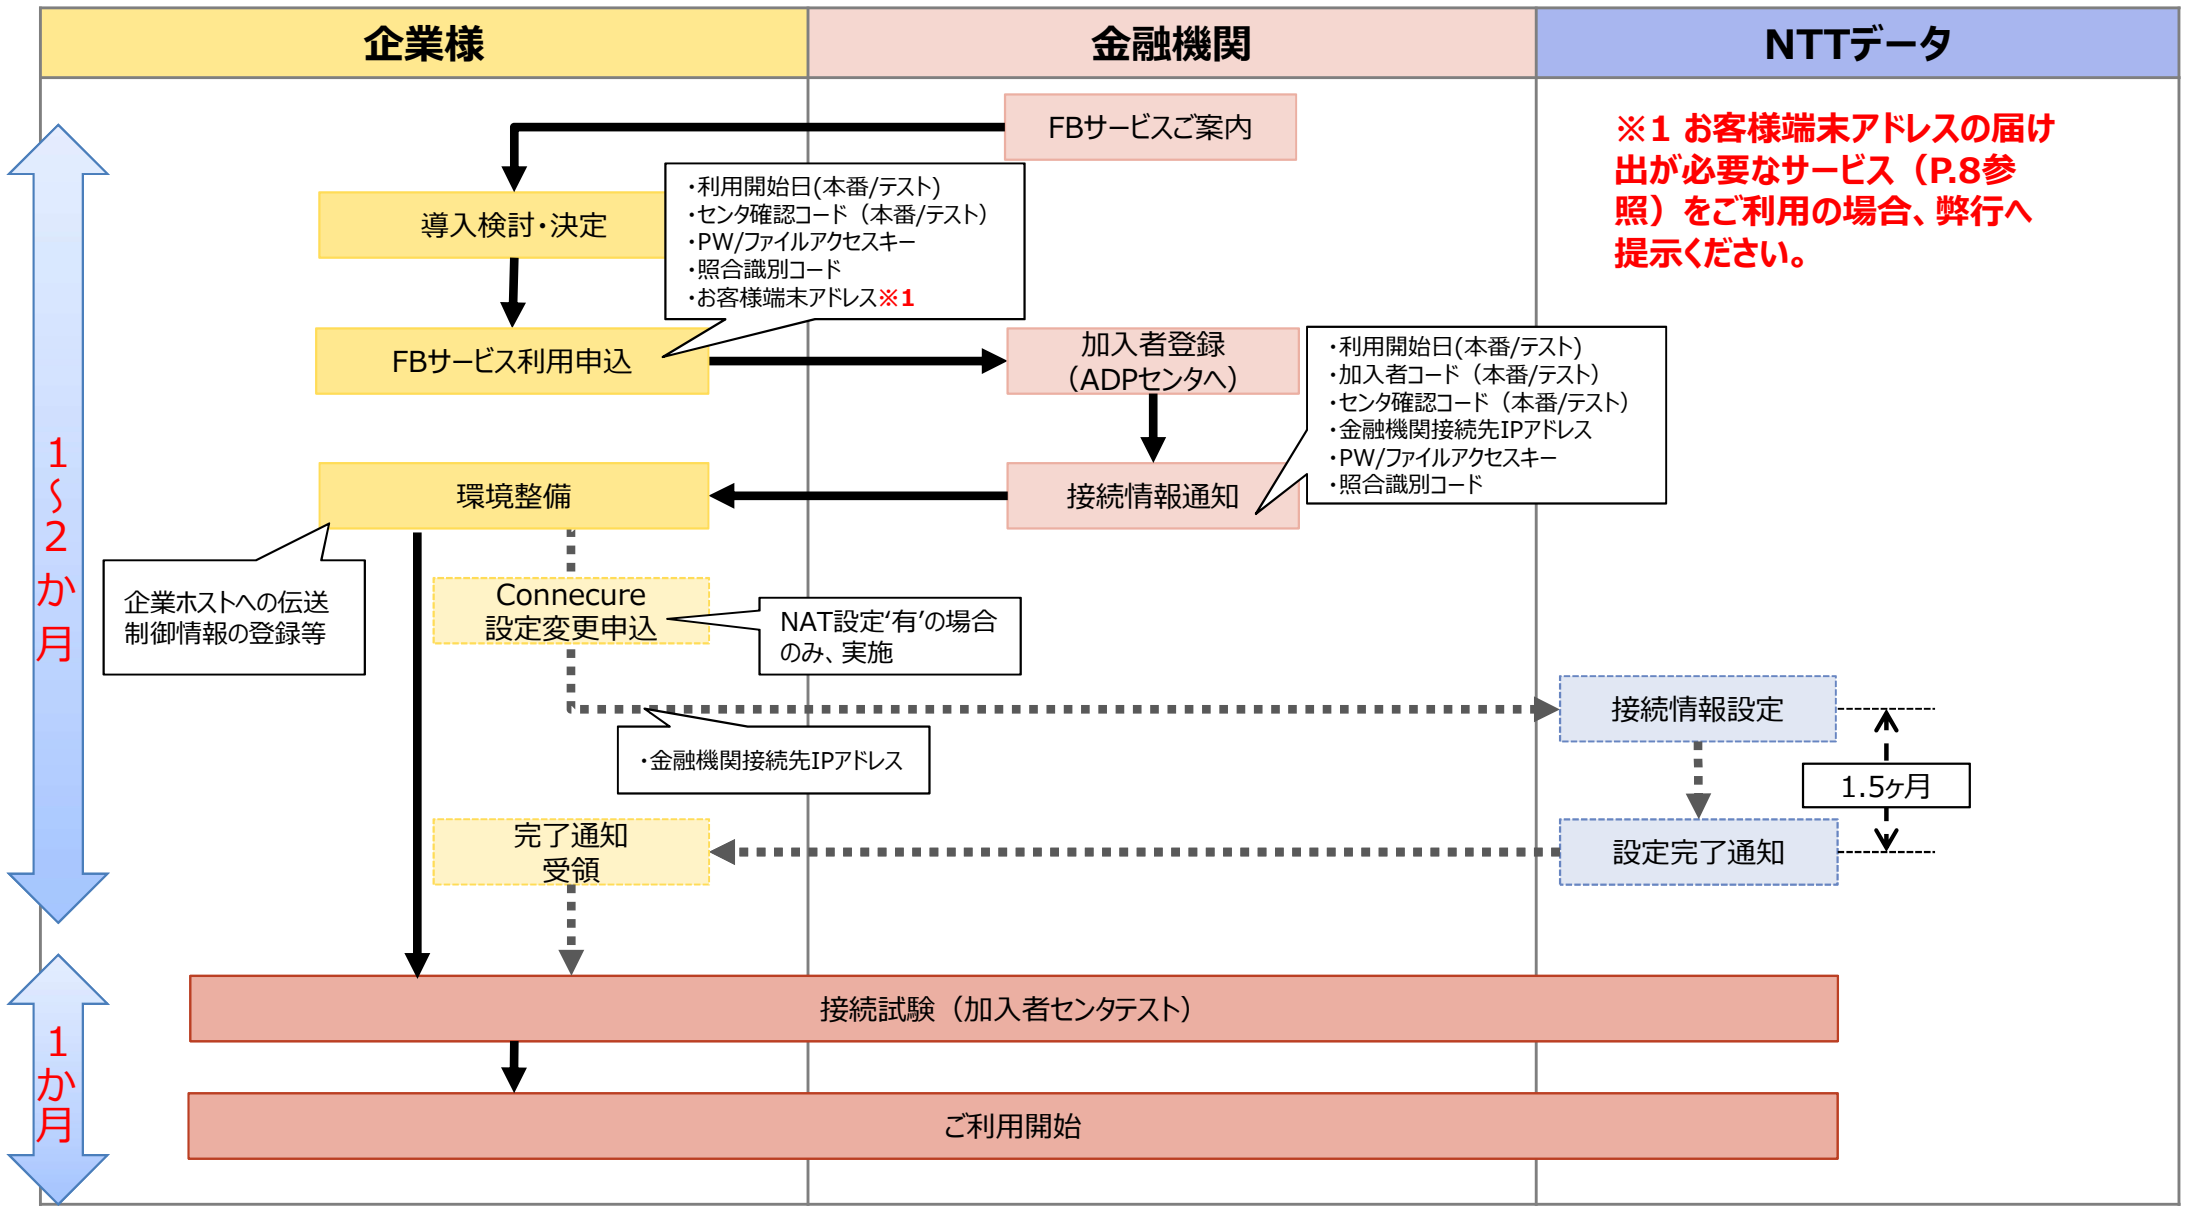 企業様
金融機関
NTTデータ
FBサービスご案内
※1 お客様端末アドレスの届け
出が必要なサービス（P.8参
照）をご利用の場合、弊行へ
提示ください。
導入検討・決定
・利用開始日(本番/テスト)
・センタ確認コード（本番/テスト）
・PW/ファイルアクセスキー
・照合識別コード
・お客様端末アドレス※1
FBサービス利用申込
加入者登録
（ADPセンタへ）
・利用開始日(本番/テスト)
・加入者コード（本番/テスト）
・センタ確認コード（本番/テスト）
・金融機関接続先IPアドレス
・PW/ファイルアクセスキー
・照合識別コード
1～2か月
環境整備
接続情報通知
企業ホストへの伝送
制御情報の登録等
Connecure
設定変更申込
NAT設定‘有’の場合
のみ、実施
接続情報設定
・金融機関接続先IPアドレス
1.5ヶ月
完了通知
受領
設定完了通知
1か月
接続試験（加入者センタテスト）
ご利用開始